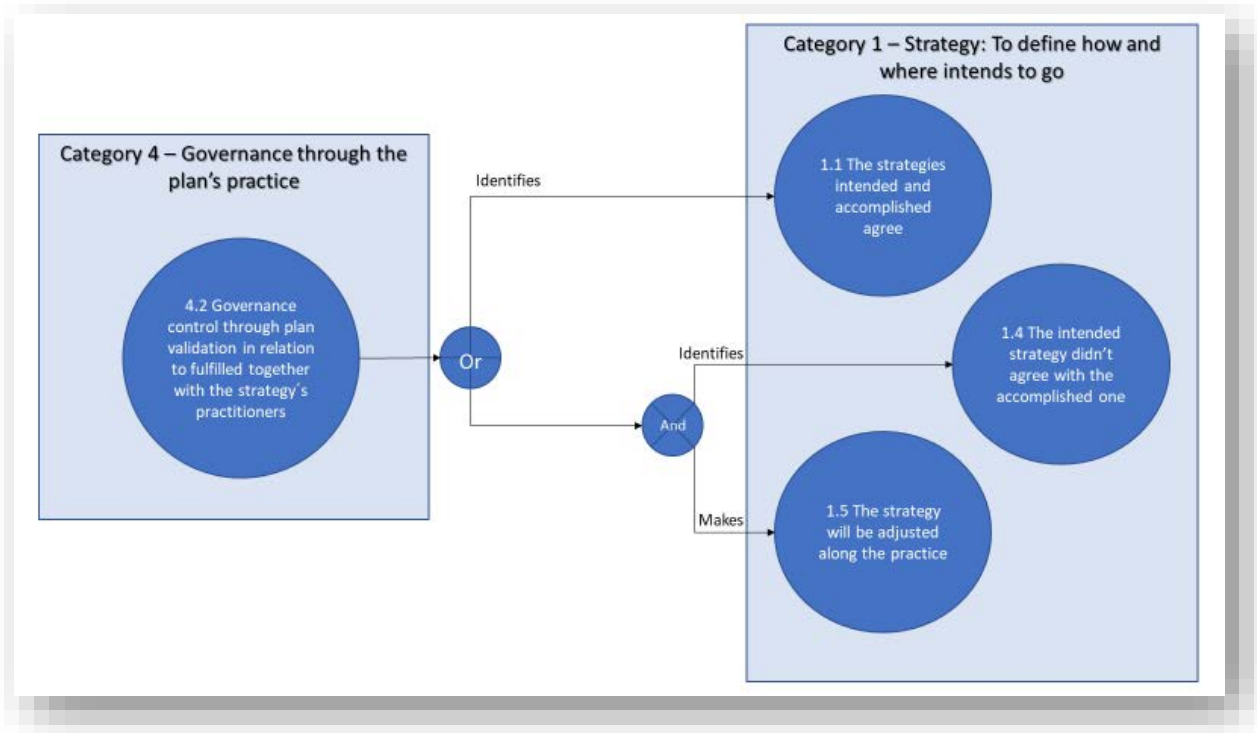 Category 4 – Governance through the
plan's practice
4.2 Governance
control through plan
validation in relation
to fulfilled together
with the strategy´s
practitioners
Or
Identifies
And
Identifies
Makes
Category 1 – Strategy: To define how and
where intends to go
1.1 The strategies
intended and
accomplished
agree
1.4 The intended
strategy didn't
agree with the
accomplished one
1.5 The strategy
will be adjusted
along the practice